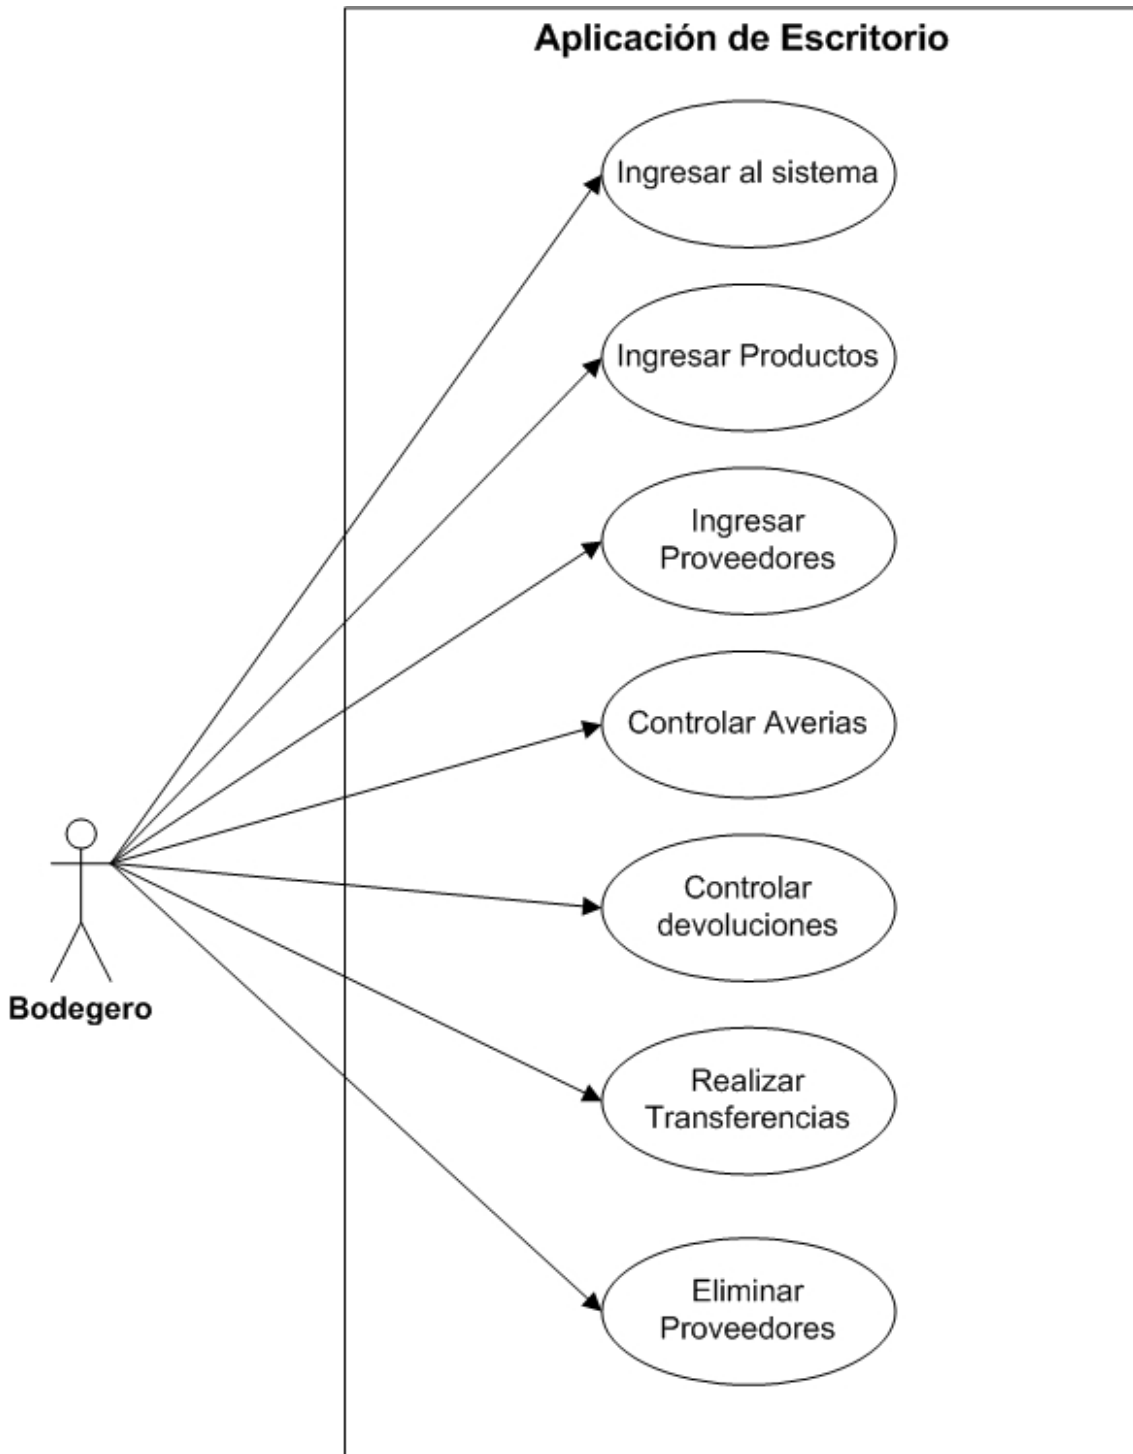 Aplicación de Escritorio
Ingresar al sistema
Ingresar Productos
Ingresar
Proveedores
Controlar Averias
Controlar
devoluciones
Bodegero
Realizar
Transferencias
Eliminar
Proveedores